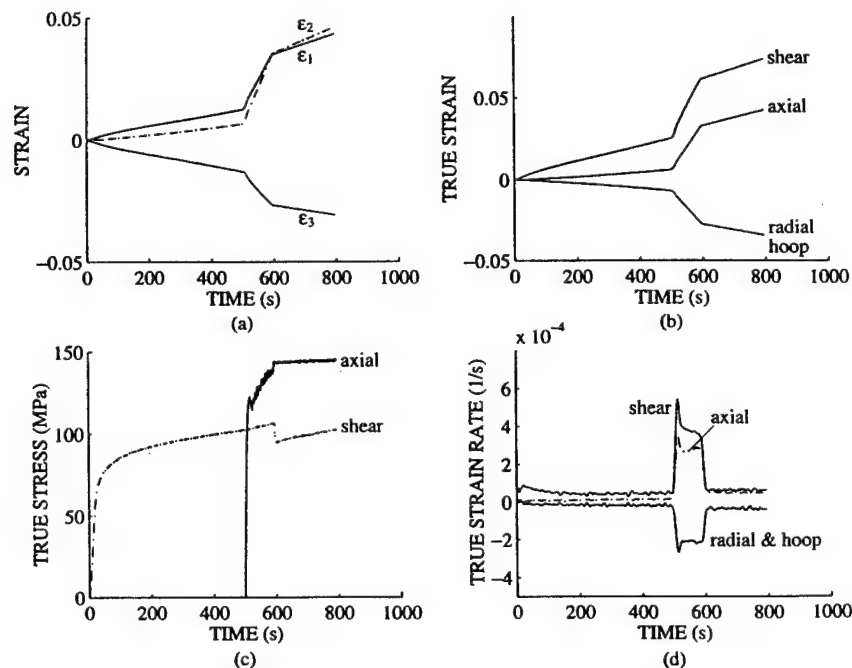 0.05
0
−0.05
STRAIN
ε2
ε1
ε3
0 200 400 600 800 1000
TIME (s)
(a)
0.05
0
−0.05
TRUE STRAIN
shear
axial
radial
hoop
0 200 400 600 800 1000
TIME (s)
(b)
150
100
50
0
TRUE STRESS (MPa)
axial
shear
0 200 400 600 800 1000
TIME (s)
(c)
x 10⁻⁴
6
4
2
0
−2
−4
TRUE STRAIN RATE (1/s)
shear
axial
radial & hoop
0 200 400 600 800 1000
TIME (s)
(d)